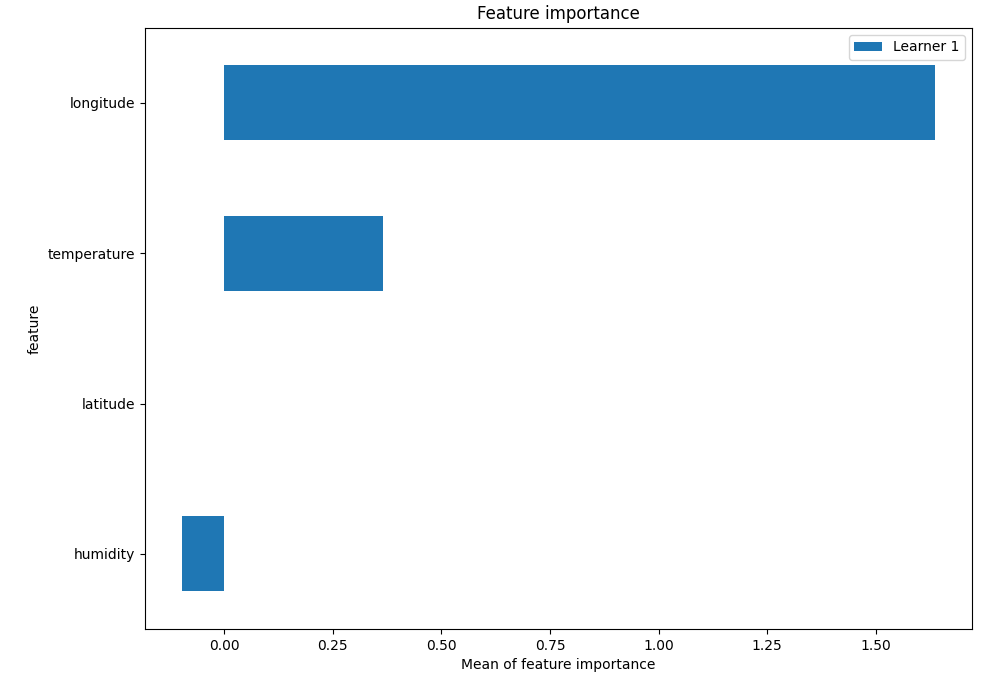 Feature importance
Learner 1
longitude
temperature
feature
latitude
humidity
0.00 0.25 0.50 0.75 1.00 1.25 1.50
Mean of feature importance